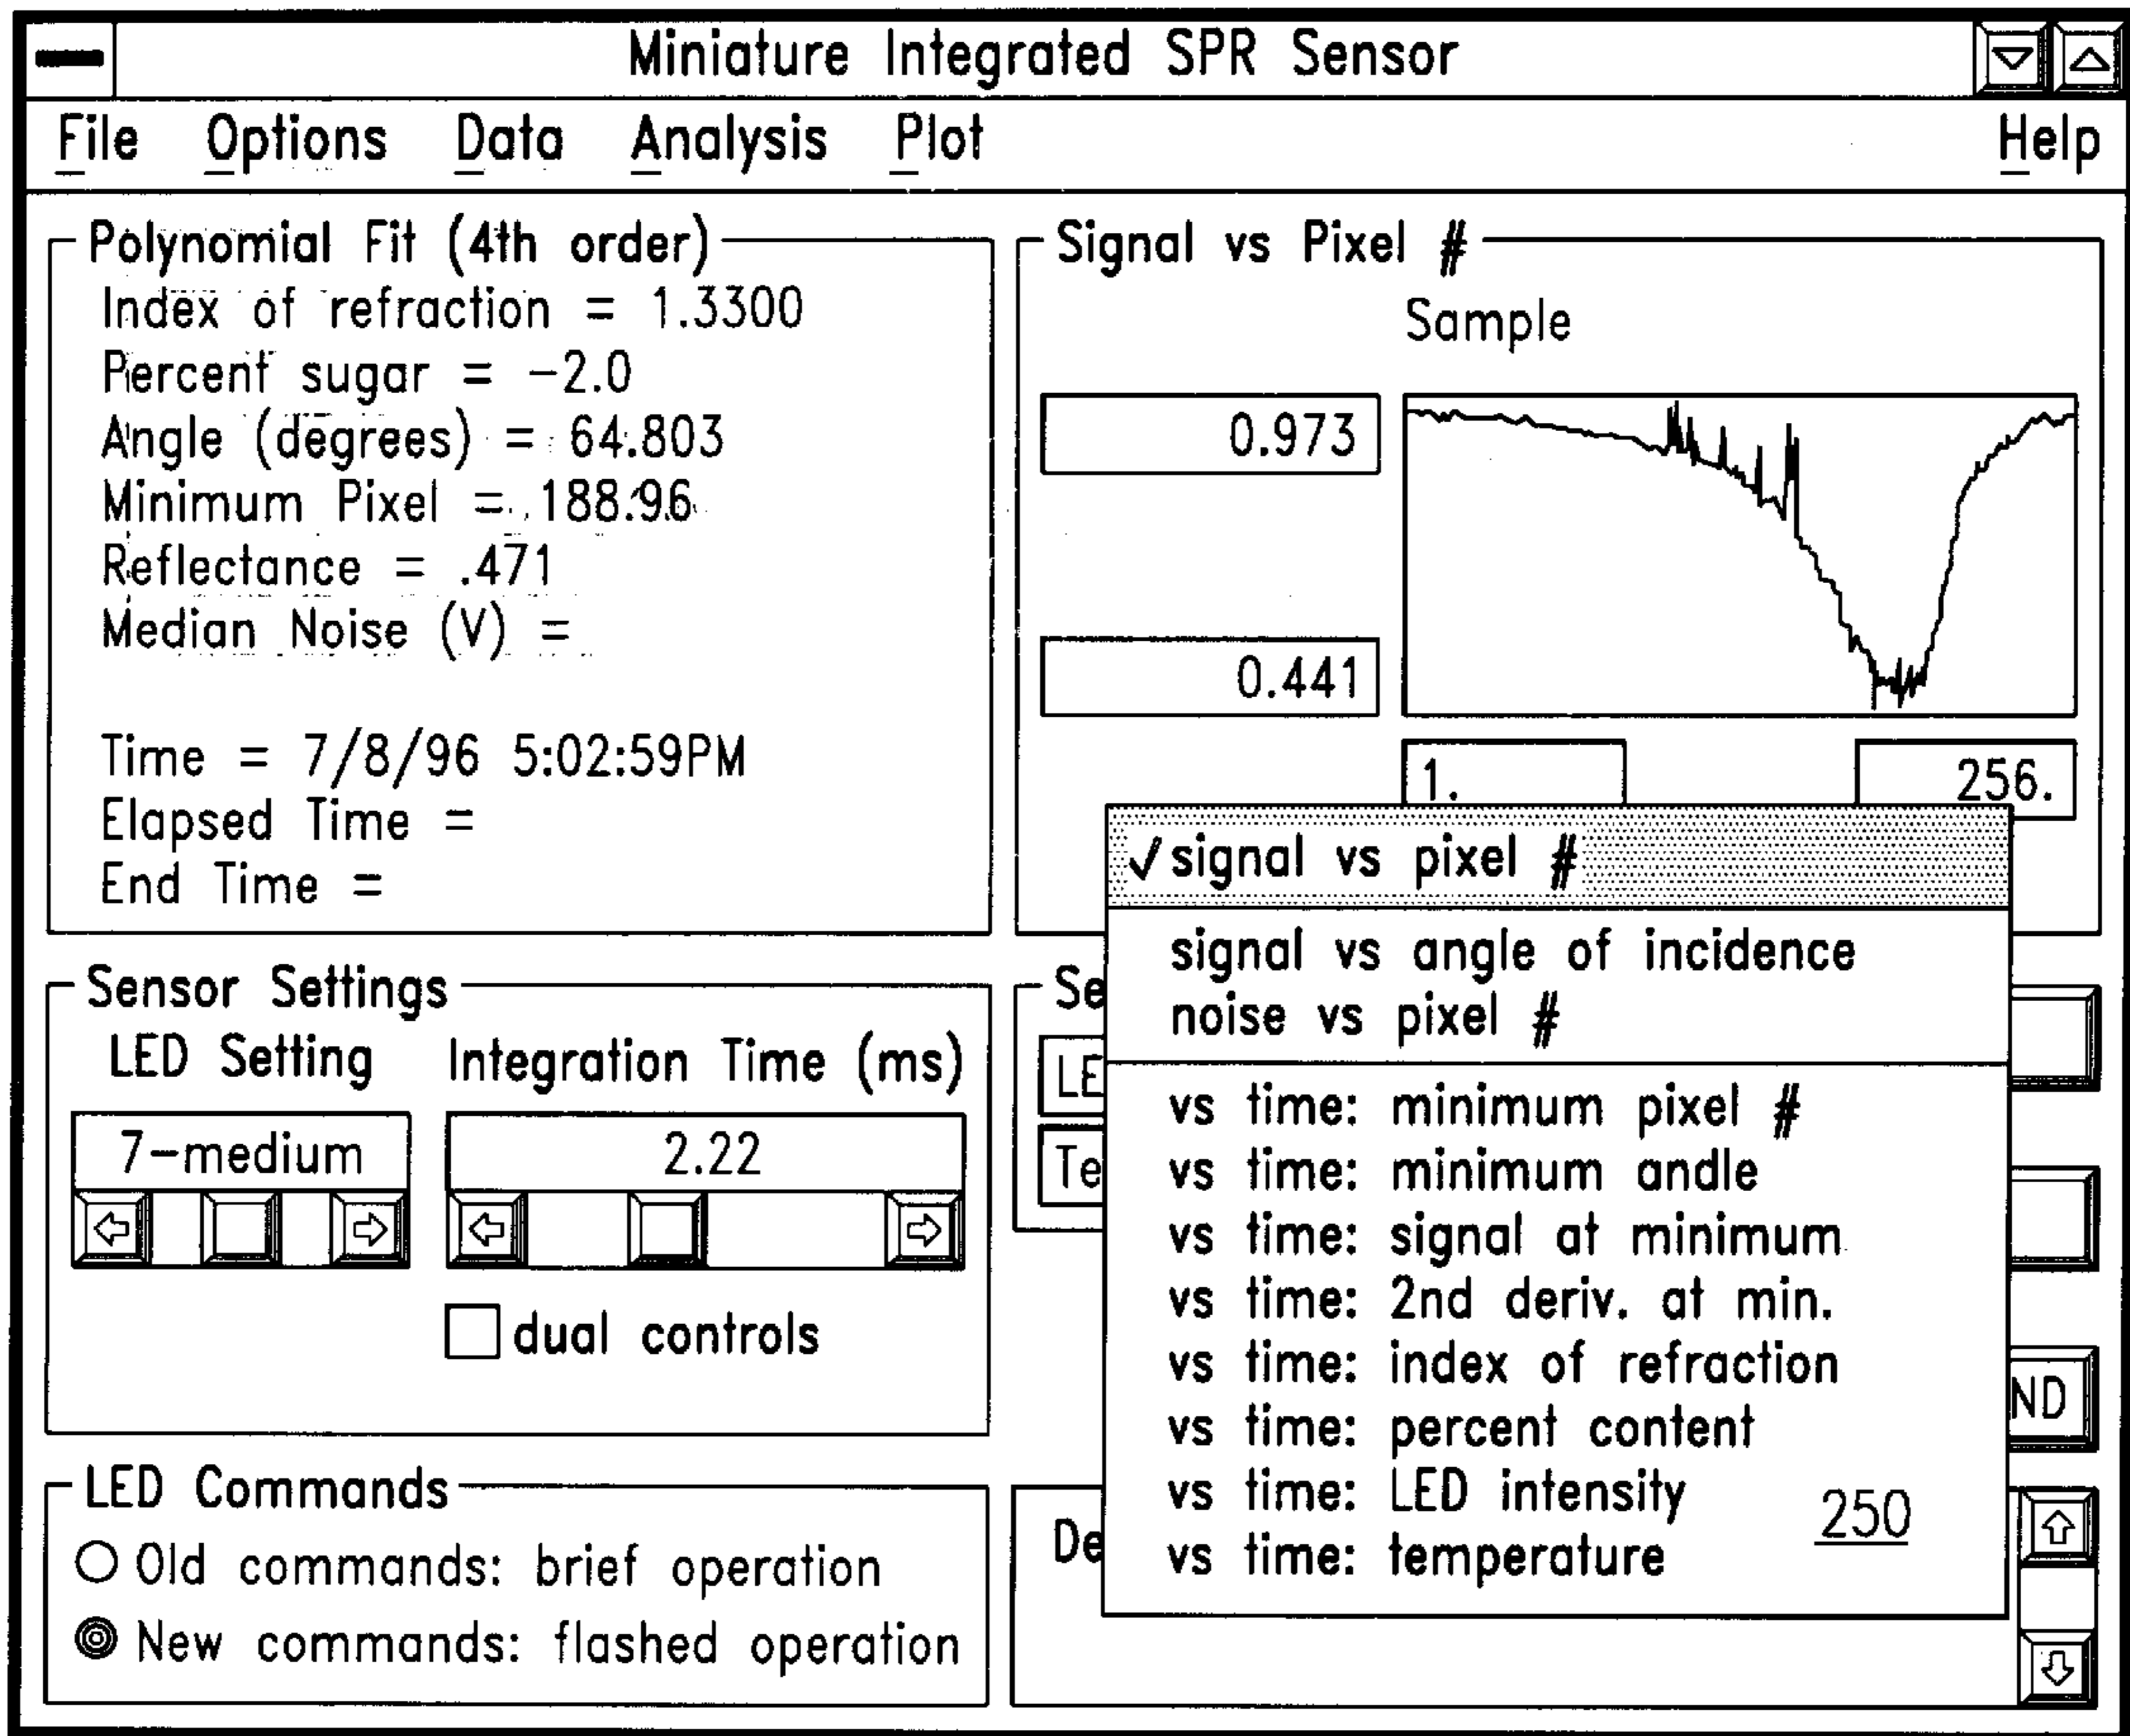 Miniature Integrated SPR Sensor
File Options Data Analysis Plot Help
Polynomial Fit (4th order)
Index of refraction = 1.3300
Percent sugar = -2.0
Angle (degrees) = 64.803
Minimum Pixel = 188.96
Reflectance = .471
Median Noise (V) =
Time = 7/8/96 5:02:59PM
Elapsed Time =
End Time =
Signal vs Pixel #
Sample
0.973
0.441
1. 256.
√ signal vs pixel #
signal vs angle of incidence
noise vs pixel #
vs time: minimum pixel #
vs time: minimum andle
vs time: signal at minimum
vs time: 2nd deriv. at min.
vs time: index of refraction
vs time: percent content
vs time: LED intensity
vs time: temperature
250
Sensor Settings
LED Setting Integration Time (ms)
7-medium 2.22
dual controls
Se
LE
Te
ND
LED Commands
Old commands: brief operation
New commands: flashed operation
De